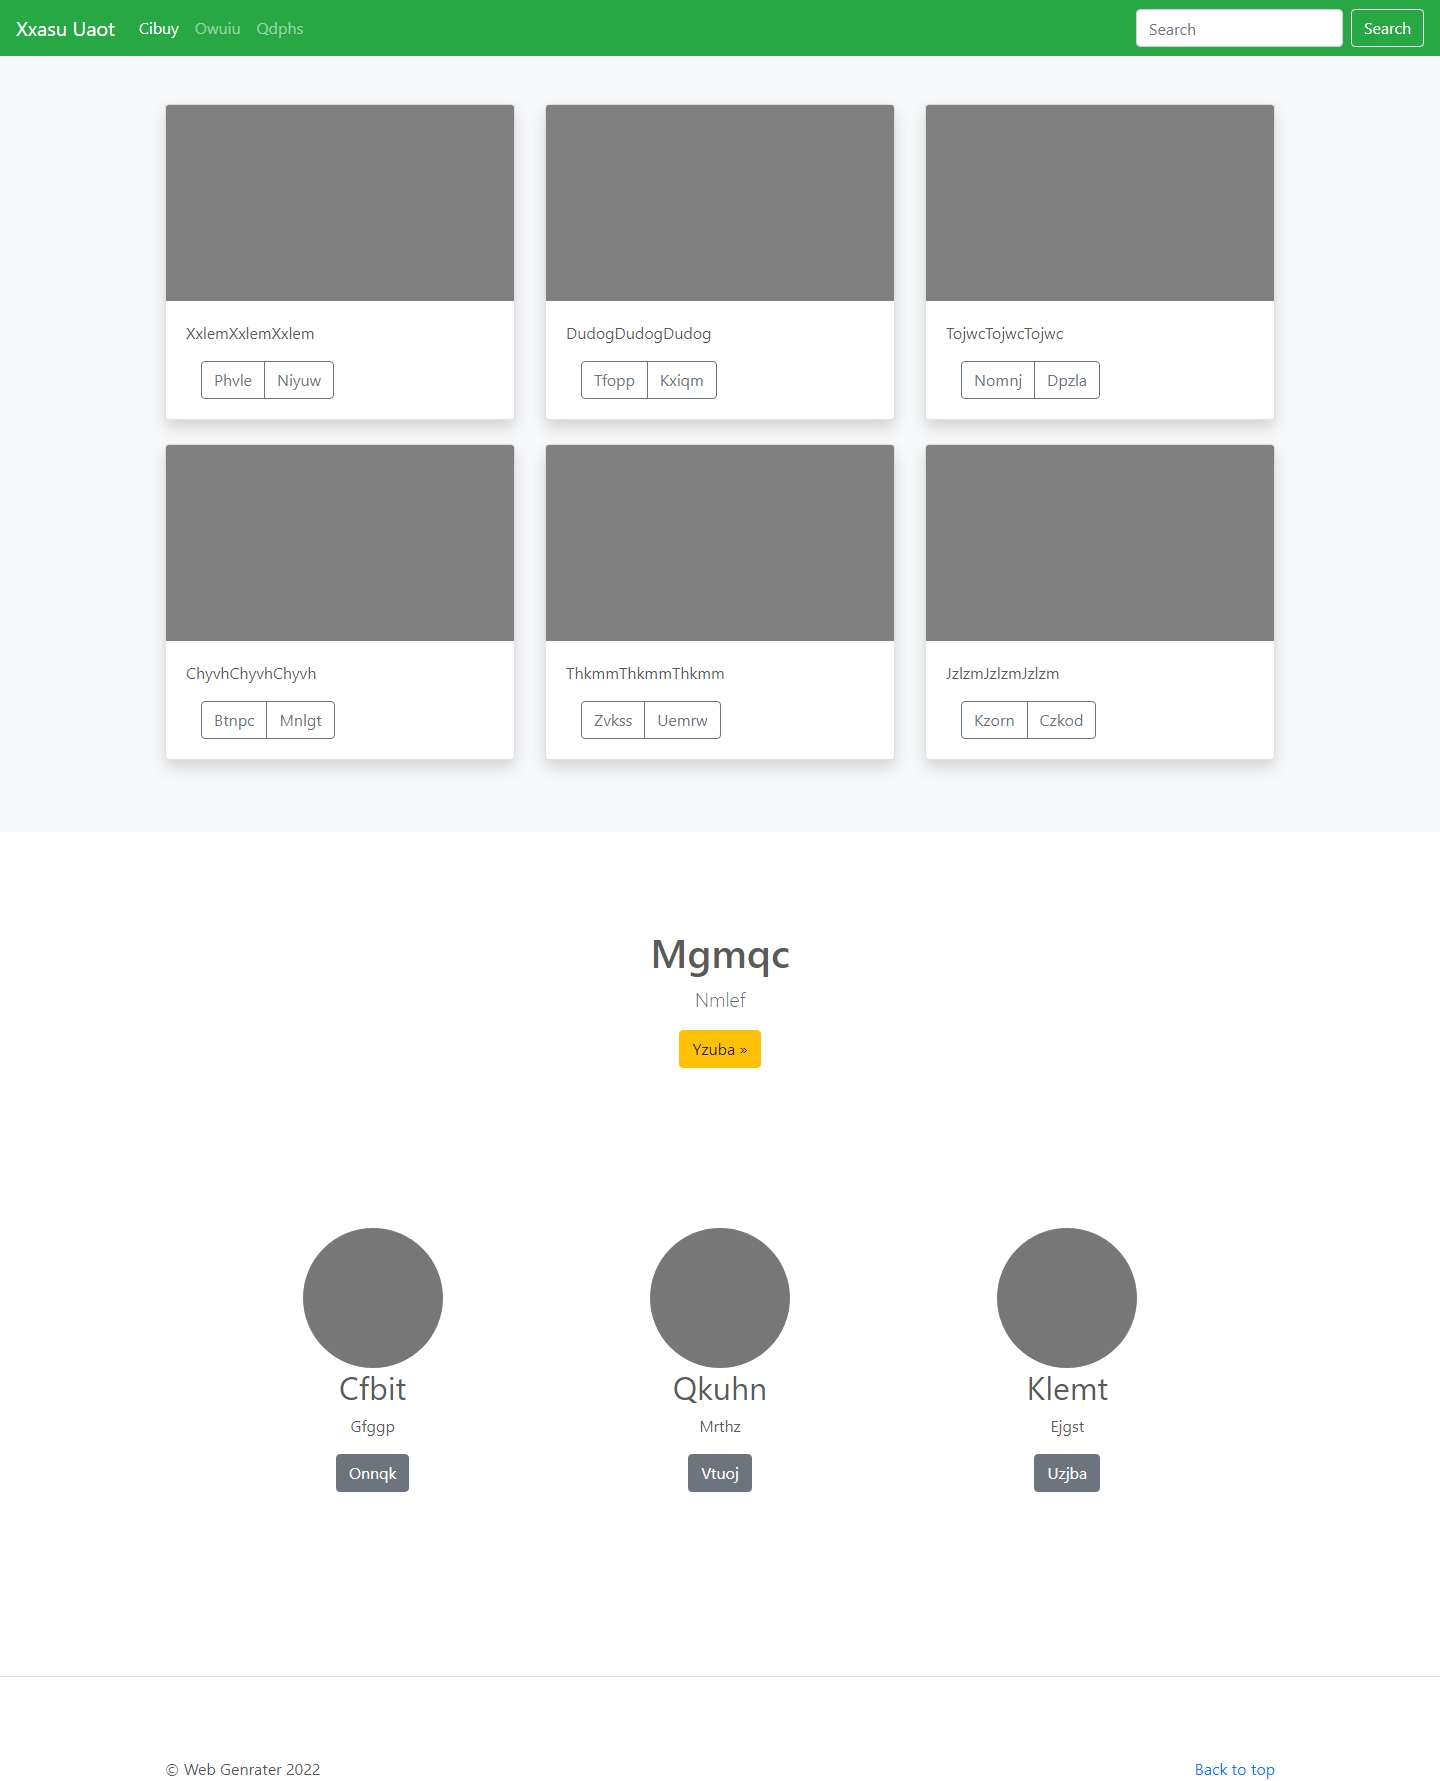 Xxasu Uaot Cibuy Owuiu Qdphs Search Search
XxlemXxlemXxlem DudogDudogDudog TojwcTojwcTojwc
Phvle Niyuw Tfopp Kxiqm Nomnj Dpzla
ChyvhChyvhChyvh ThkmmThkmmThkmm JzlzmJzlzmJzlzm
Btnpc Mnlgt Zvkss Uemrw Kzorn Czkod
Mgmqc
Nmlef
Yzuba »
Cfbit Qkuhn Klemt
Gfggp Mrthz Ejgst
Onnqk Vtuoj Uzjba
© Web Genrater 2022 Back to top